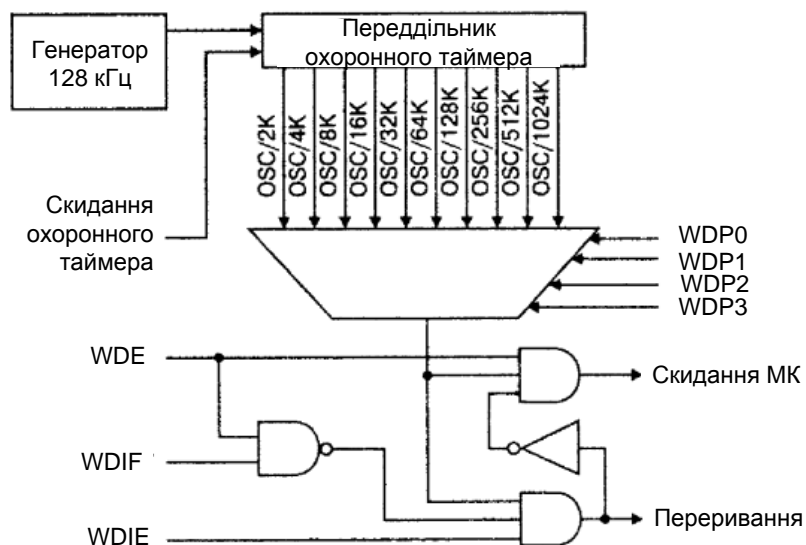 Генератор
128 кГц
Переддільник
охоронного таймера
OSC/2K
OSC/4K
OSC/8K
OSC/16K
OSC/32K
OSC/64K
OSC/128K
OSC/256K
OSC/512K
OSC/1024K
Скидання
охоронного
таймера
WDP0
WDP1
WDP2
WDP3
WDE
Скидання МК
WDIF
WDIE
Переривання